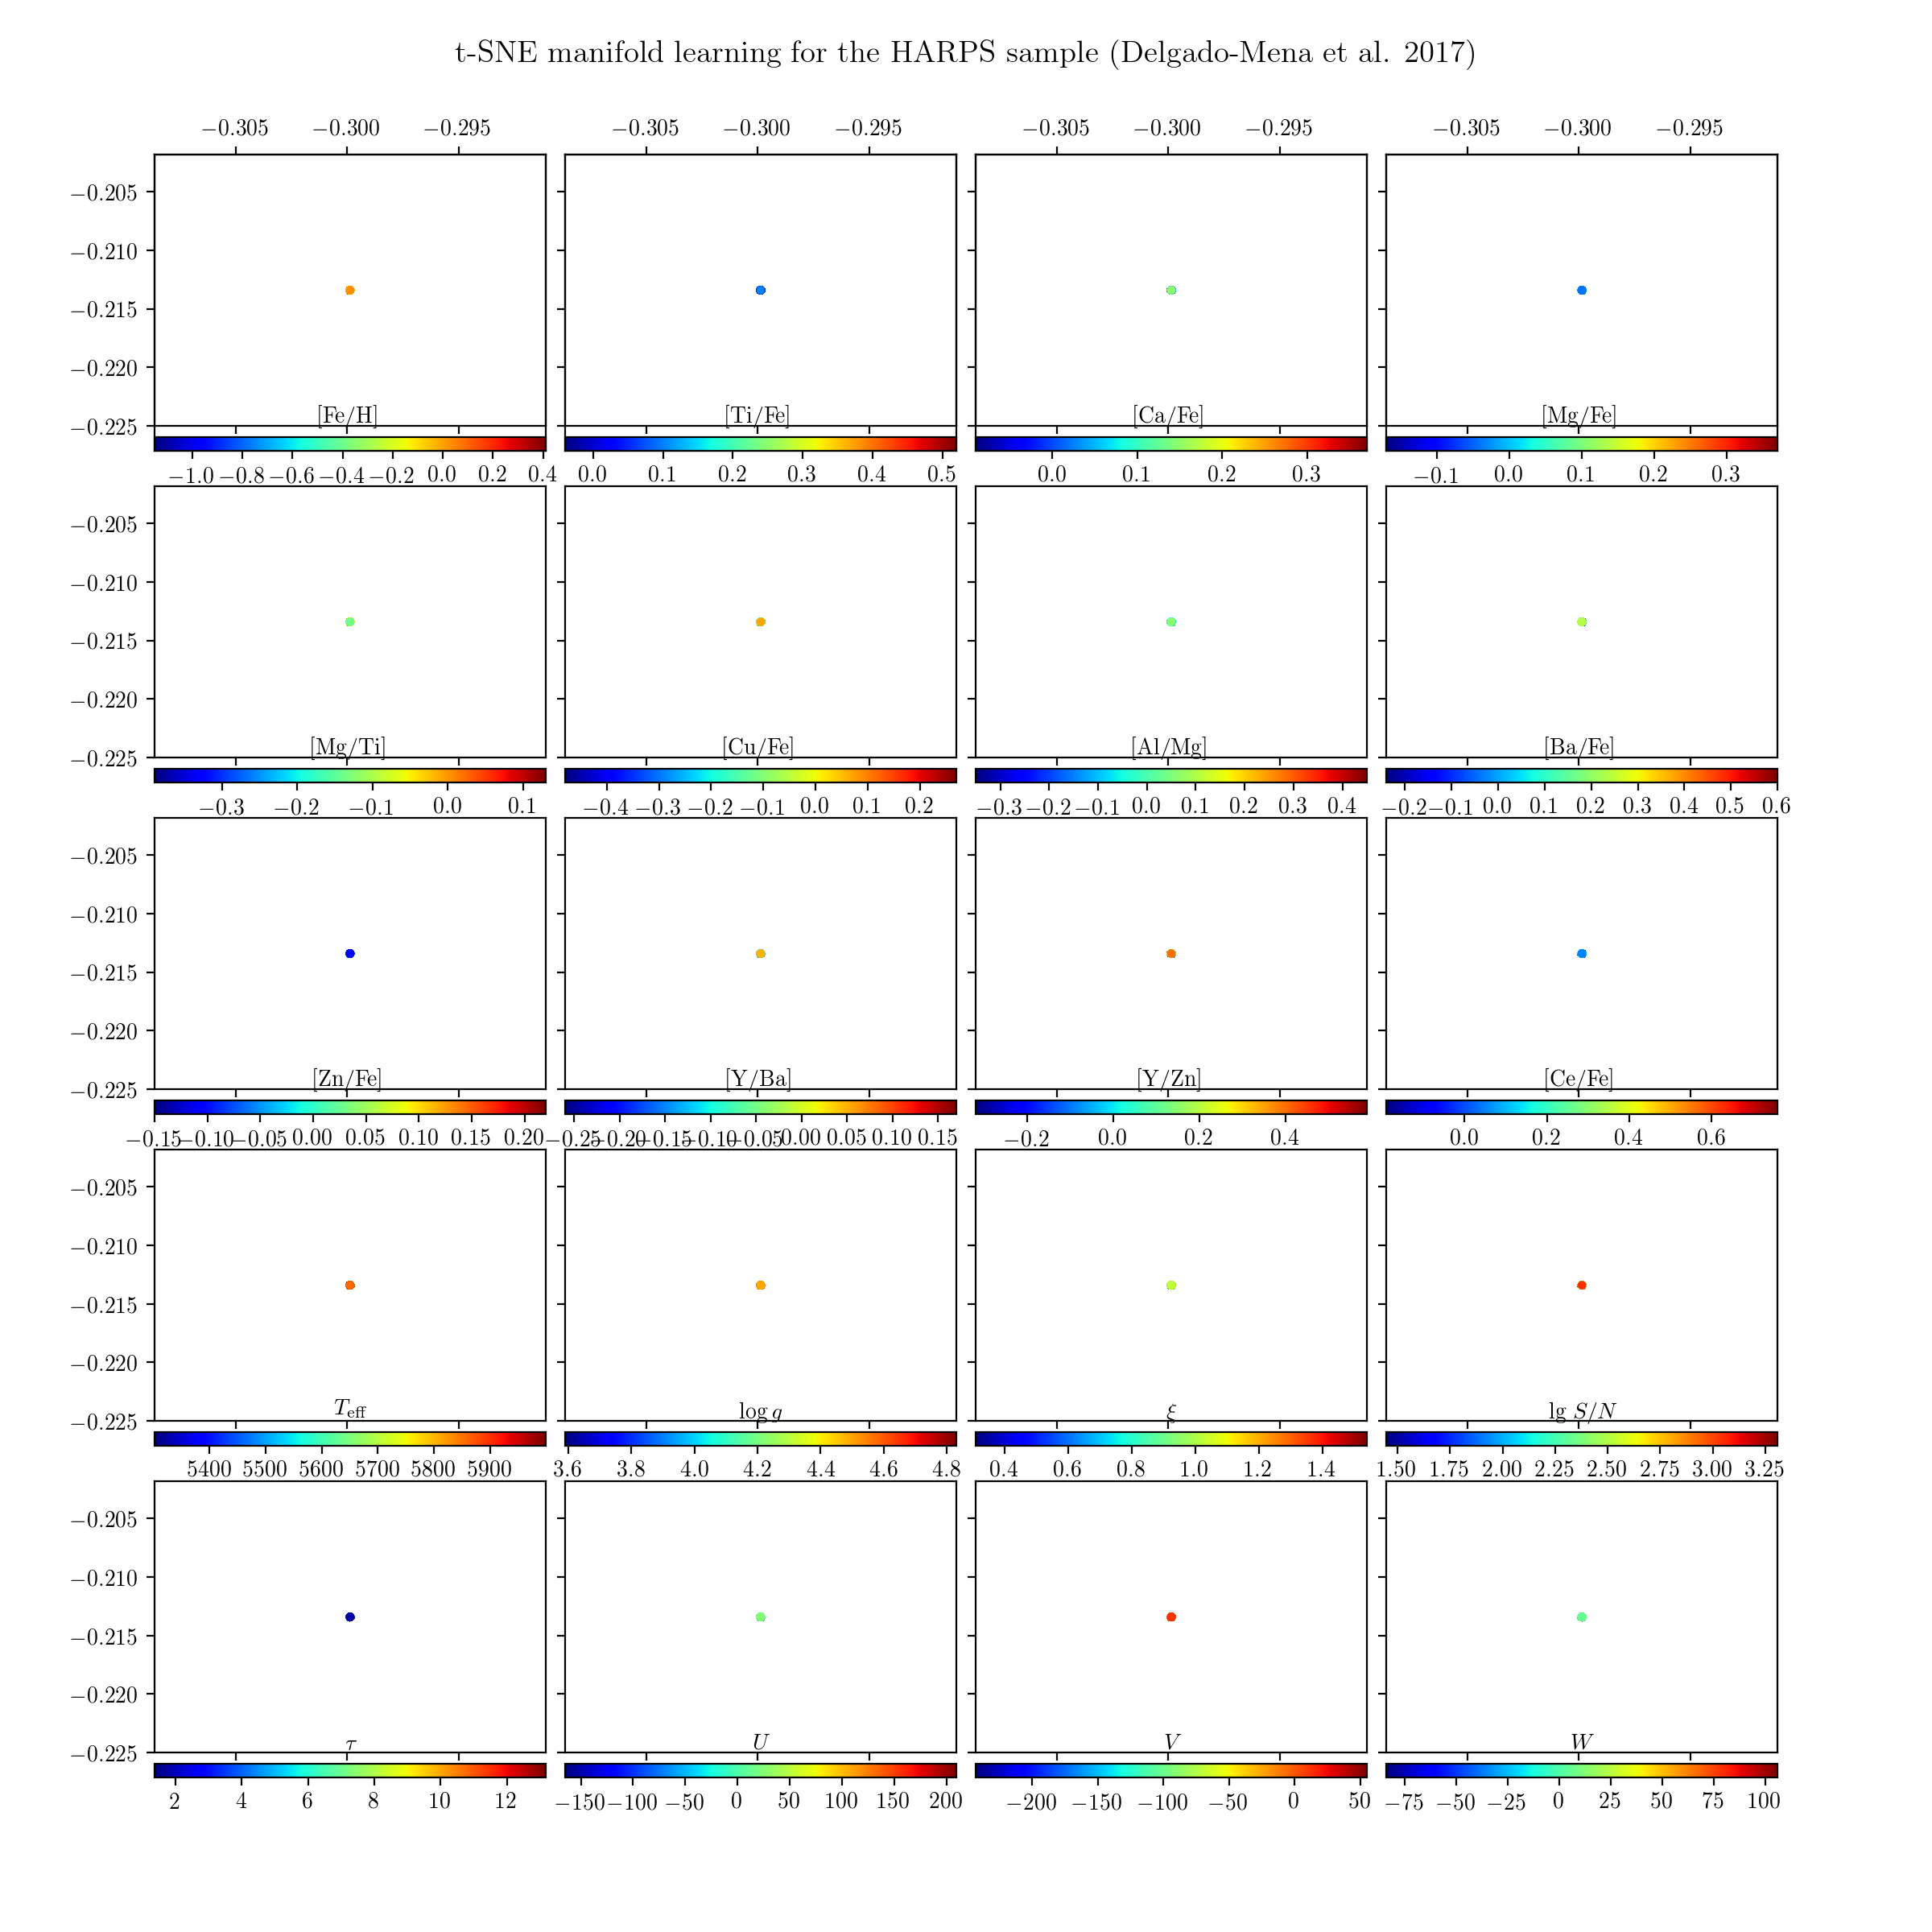 t-SNE manifold learning for the HARPS sample (Delgado-Mena et al. 2017)
−0.305 −0.300 −0.295 −0.305 −0.300 −0.295 −0.305 −0.300 −0.295 −0.305 −0.300 −0.295
−0.205
−0.210
−0.215
−0.220
−0.225
[Fe/H] [Ti/Fe] [Ca/Fe] [Mg/Fe]
−1.0 −0.8 −0.6 −0.4 −0.2 0.0 0.2 0.4 0.0 0.1 0.2 0.3 0.4 0.5 0.0 0.1 0.2 0.3 −0.1 0.0 0.1 0.2 0.3
−0.205
−0.210
−0.215
−0.220
−0.225
[Mg/Ti] [Cu/Fe] [Al/Mg] [Ba/Fe]
−0.3 −0.2 −0.1 0.0 0.1 −0.4 −0.3 −0.2 −0.1 0.0 0.1 0.2 −0.3 −0.2 −0.1 0.0 0.1 0.2 0.3 0.4 −0.2 −0.1 0.0 0.1 0.2 0.3 0.4 0.5 0.6
−0.205
−0.210
−0.215
−0.220
−0.225
[Zn/Fe] [Y/Ba] [Y/Zn] [Ce/Fe]
−0.15 −0.10 −0.05 0.00 0.05 0.10 0.15 0.20 −0.25 −0.20 −0.15 −0.10 −0.05 0.00 0.05 0.10 0.15 −0.2 0.0 0.2 0.4 0.0 0.2 0.4 0.6
−0.205
−0.210
−0.215
−0.220
−0.225
T_eff log g ξ lg S/N
5400 5500 5600 5700 5800 5900 3.6 3.8 4.0 4.2 4.4 4.6 4.8 0.4 0.6 0.8 1.0 1.2 1.4 1.50 1.75 2.00 2.25 2.50 2.75 3.00 3.25
−0.205
−0.210
−0.215
−0.220
−0.225
τ U V W
2 4 6 8 10 12 −150 −100 −50 0 50 100 150 200 −200 −150 −100 −50 0 50 −75 −50 −25 0 25 50 75 100